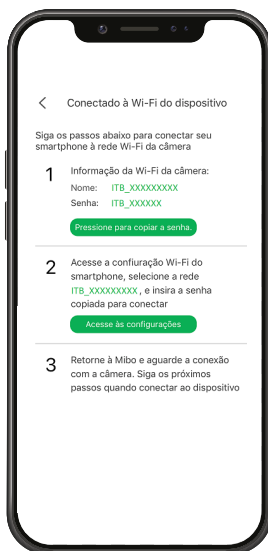 Conectado à Wi-Fi do dispositivo
Siga os passos abaixo para conectar seu
smartphone à rede Wi-Fi da câmera
1
Informação da Wi-Fi da câmera:
Nome: ITB_XXXXXXXXX
Senha: ITB_XXXXXX
Pressione para copiar a senha.
2
Acesse a confiuração Wi-Fi do
smartphone, selecione a rede
ITB_XXXXXXXXX , e insira a senha
copiada para conectar
Acesse às configurações
3
Retorne à Mibo e aguarde a conexão
com a câmera. Siga os próximos
passos quando conectar ao dispositivo